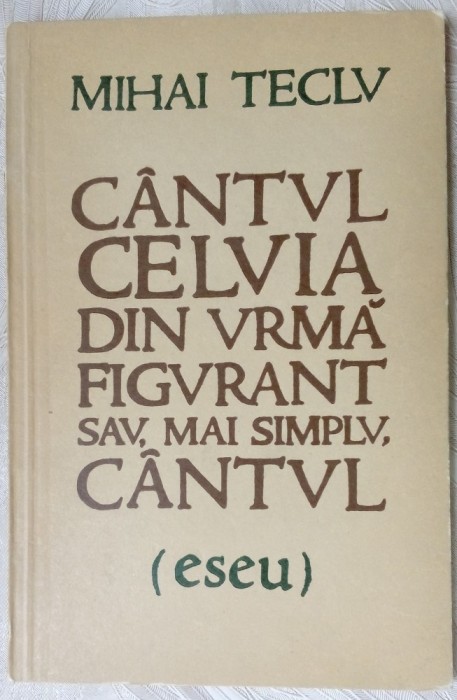 MIHAI TECLV
CÂNTVL
CELVIA
DIN VRMĂ
FIGVRANT
SAV, MAI SIMPLV,
CÂNTVL
(eseu)